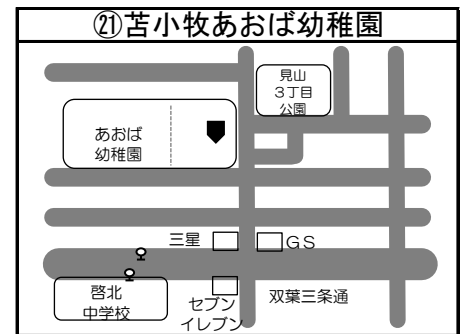 ㉑苫小牧あおば幼稚園
見山
3丁目
公園
あおば
幼稚園
三星
GS
啓北
中学校
セブン
イレブン
双葉三条通